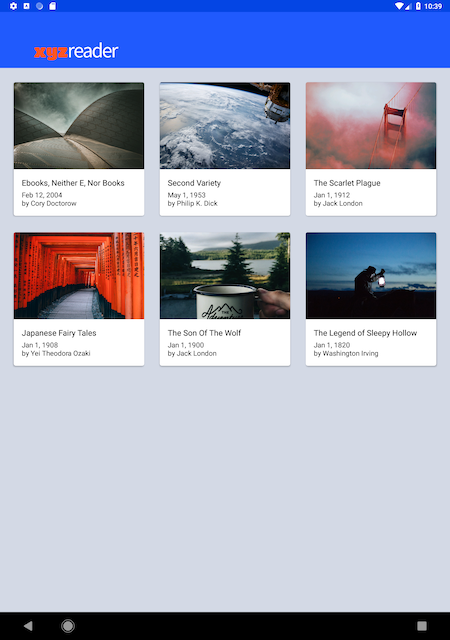 10:39
xyzreader
Ebooks, Neither E, Nor Books
Feb 12, 2004
by Cory Doctorow
Second Variety
May 1, 1953
by Philip K. Dick
The Scarlet Plague
Jan 1, 1912
by Jack London
Japanese Fairy Tales
Jan 1, 1908
by Yei Theodora Ozaki
The Son Of The Wolf
Jan 1, 1900
by Jack London
The Legend of Sleepy Hollow
Jan 1, 1820
by Washington Irving